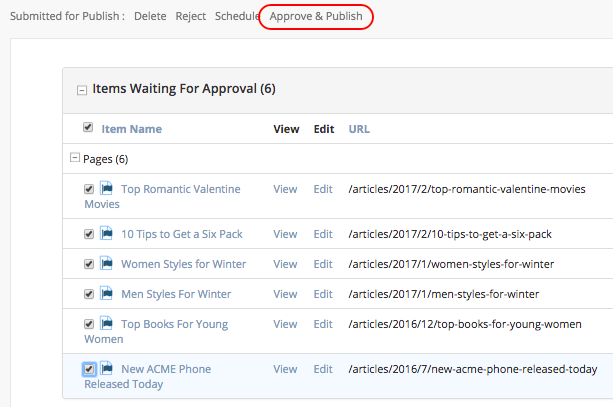 Submitted for Publish : Delete Reject Schedule Approve & Publish
Items Waiting For Approval (6)
Item Name View Edit URL
Pages (6)
Top Romantic Valentine View Edit /articles/2017/2/top-romantic-valentine-movies
Movies
10 Tips to Get a Six Pack View Edit /articles/2017/2/10-tips-to-get-a-six-pack
Women Styles for Winter View Edit /articles/2017/1/women-styles-for-winter
Men Styles For Winter View Edit /articles/2017/1/men-styles-for-winter
Top Books For Young View Edit /articles/2016/12/top-books-for-young-women
Women
New ACME Phone View Edit /articles/2016/7/new-acme-phone-released-today
Released Today